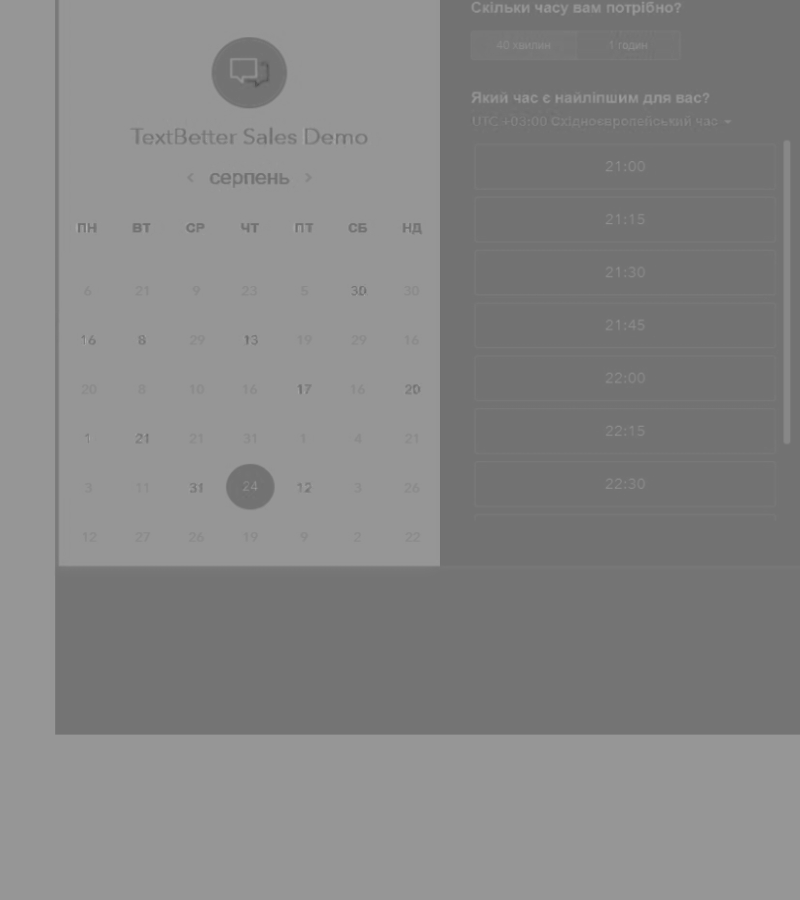 TextBetter Sales Demo
‹ серпень ›
ПН ВТ СР ЧТ ПТ СБ НД
6 21 9 23 5 30 30
16 8 29 13 19 29 16
20 8 10 16 17 16 20
1 21 21 31 1 4 21
3 11 31 24 12 3 26
12 27 26 19 9 2 22
Скільки часу вам потрібно?
40 хвилин 1 годин
Який час є найліпшим для вас?
UTC +03:00 Східноєвропейський час
21:00
21:15
21:30
21:45
22:00
22:15
22:30